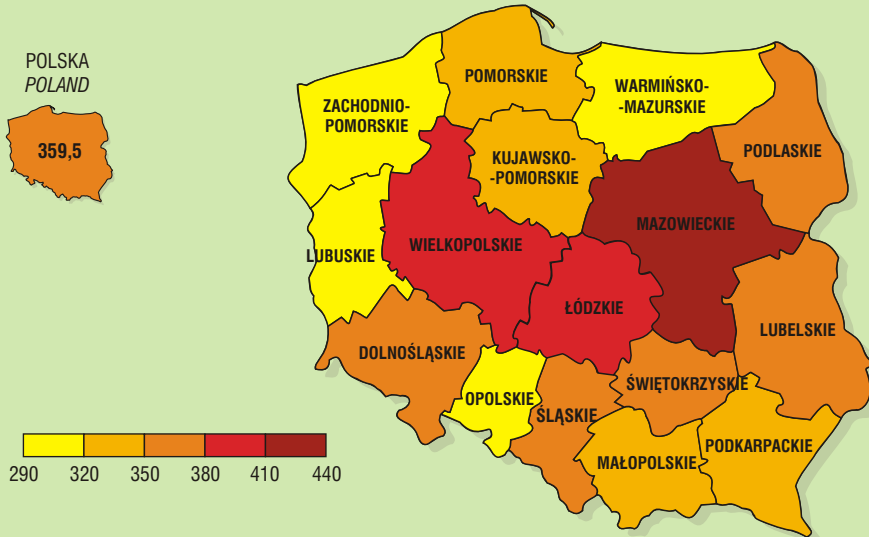 POLSKA
POLAND
359,5
POMORSKIE
ZACHODNIO-
POMORSKIE
WARMIŃSKO-
-MAZURSKIE
PODLASKIE
KUJAWSKO-
-POMORSKIE
MAZOWIECKIE
WIELKOPOLSKIE
LUBUSKIE
ŁÓDZKIE
LUBELSKIE
DOLNOŚLĄSKIE
OPOLSKIE
ŚLĄSKIE
ŚWIĘTOKRZYSKIE
MAŁOPOLSKIE
PODKARPACKIE
290 320 350 380 410 440